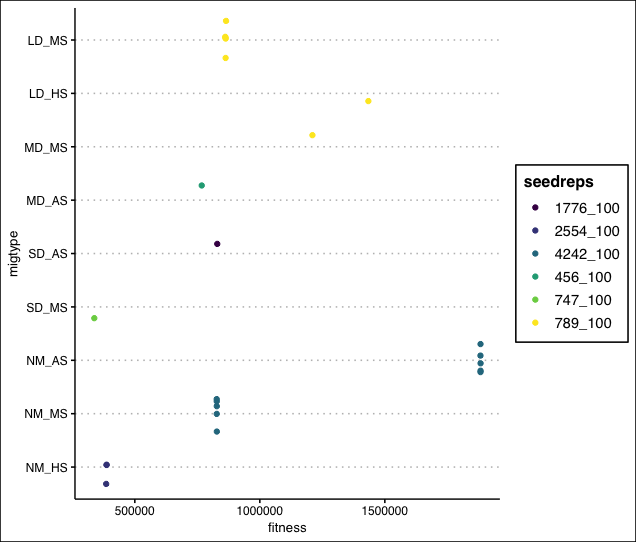 LD_MS
LD_HS
MD_MS
MD_AS
SD_AS
SD_MS
NM_AS
NM_MS
NM_HS
migtype
500000 1000000 1500000
fitness
seedreps
1776_100
2554_100
4242_100
456_100
747_100
789_100